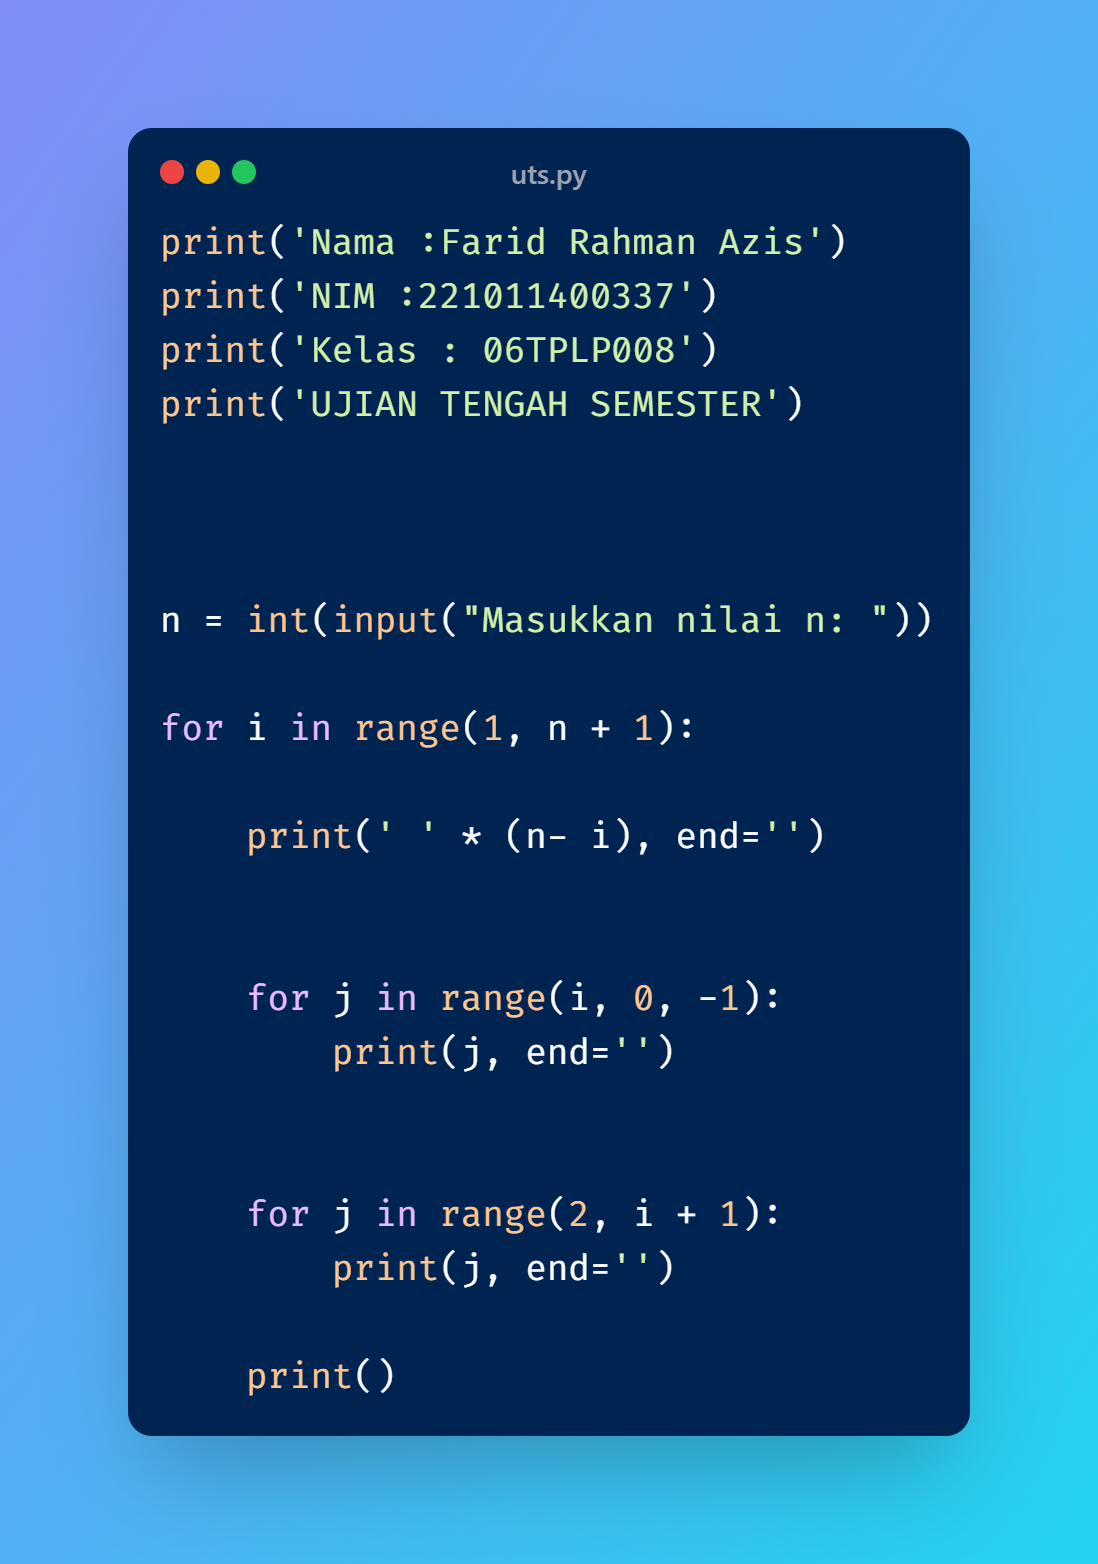 uts.py
print('Nama :Farid Rahman Azis')
print('NIM :221011400337')
print('Kelas : 06TPLP008')
print('UJIAN TENGAH SEMESTER')
n = int(input("Masukkan nilai n: "))
for i in range(1, n + 1):
    print(' ' * (n- i), end='')
    for j in range(i, 0, -1):
        print(j, end='')
    for j in range(2, i + 1):
        print(j, end='')
    print()